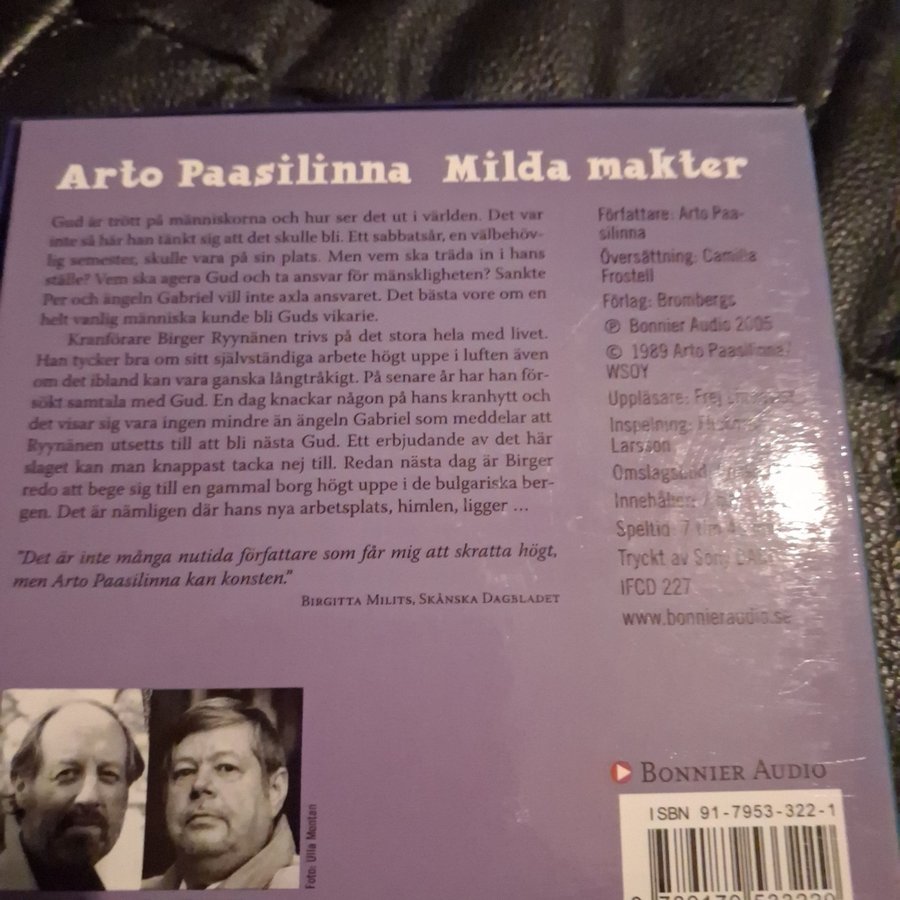 Arto Paasilinna Milda makter
Gud är trött på människorna och hur ser det ut i världen. Det var
inte så här han tänkt sig att det skulle bli. Ett sabbatsår, en välbehöv-
lig semester, skulle vara på sin plats. Men vem ska träda in i hans
ställe? Vem ska agera Gud och ta ansvar för mänskligheten? Sankte
Per och ängeln Gabriel vill inte axla ansvaret. Det bästa vore om en
helt vanlig människa kunde bli Guds vikarie.
Kranförare Birger Ryynänen trivs på det stora hela med livet.
Han tycker bra om sitt självständiga arbete högt uppe i luften även
om det ibland kan vara ganska långtråkigt. På senare år har han för-
sökt samtala med Gud. En dag knackar någon på hans kranhytt och
det visar sig vara ingen mindre än ängeln Gabriel som meddelar att
Ryynänen utsetts till att bli nästa Gud. Ett erbjudande av det här
slaget kan man knappast tacka nej till. Redan nästa dag är Birger
redo att bege sig till en gammal borg högt uppe i de bulgariska ber-
gen. Det är nämligen där hans nya arbetsplats, himlen, ligger ...
"Det är inte många nutida författare som får mig att skratta högt,
men Arto Paasilinna kan konsten."
Birgitta Milits, Skånska Dagbladet
Författare: Arto Paa-
silinna
Översättning: Camilla
Frostell
Förlag: Brombergs
℗ Bonnier Audio 2005
© 1989 Arto Paasilinna/
WSOY
Uppläsare: Frej
Inspelning:
Larsson
Innehåller: 7
Speltid: 7 tim
Tryckt av Sony
IFCD 227
www.bonnieraudio.se
Foto: Ulla Montan
Bonnier Audio
ISBN 91-7953-322-1